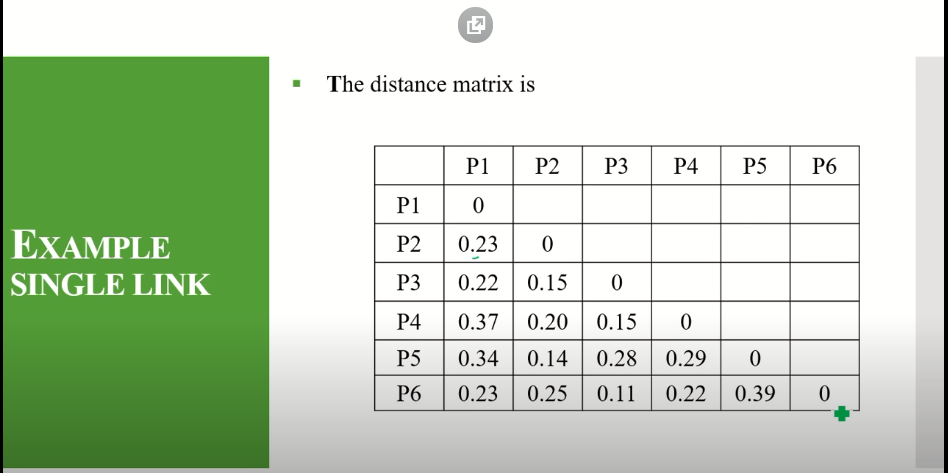 The distance matrix is
EXAMPLE
SINGLE LINK
P1 P2 P3 P4 P5 P6
P1 0
P2 0.23 0
P3 0.22 0.15 0
P4 0.37 0.20 0.15 0
P5 0.34 0.14 0.28 0.29 0
P6 0.23 0.25 0.11 0.22 0.39 0